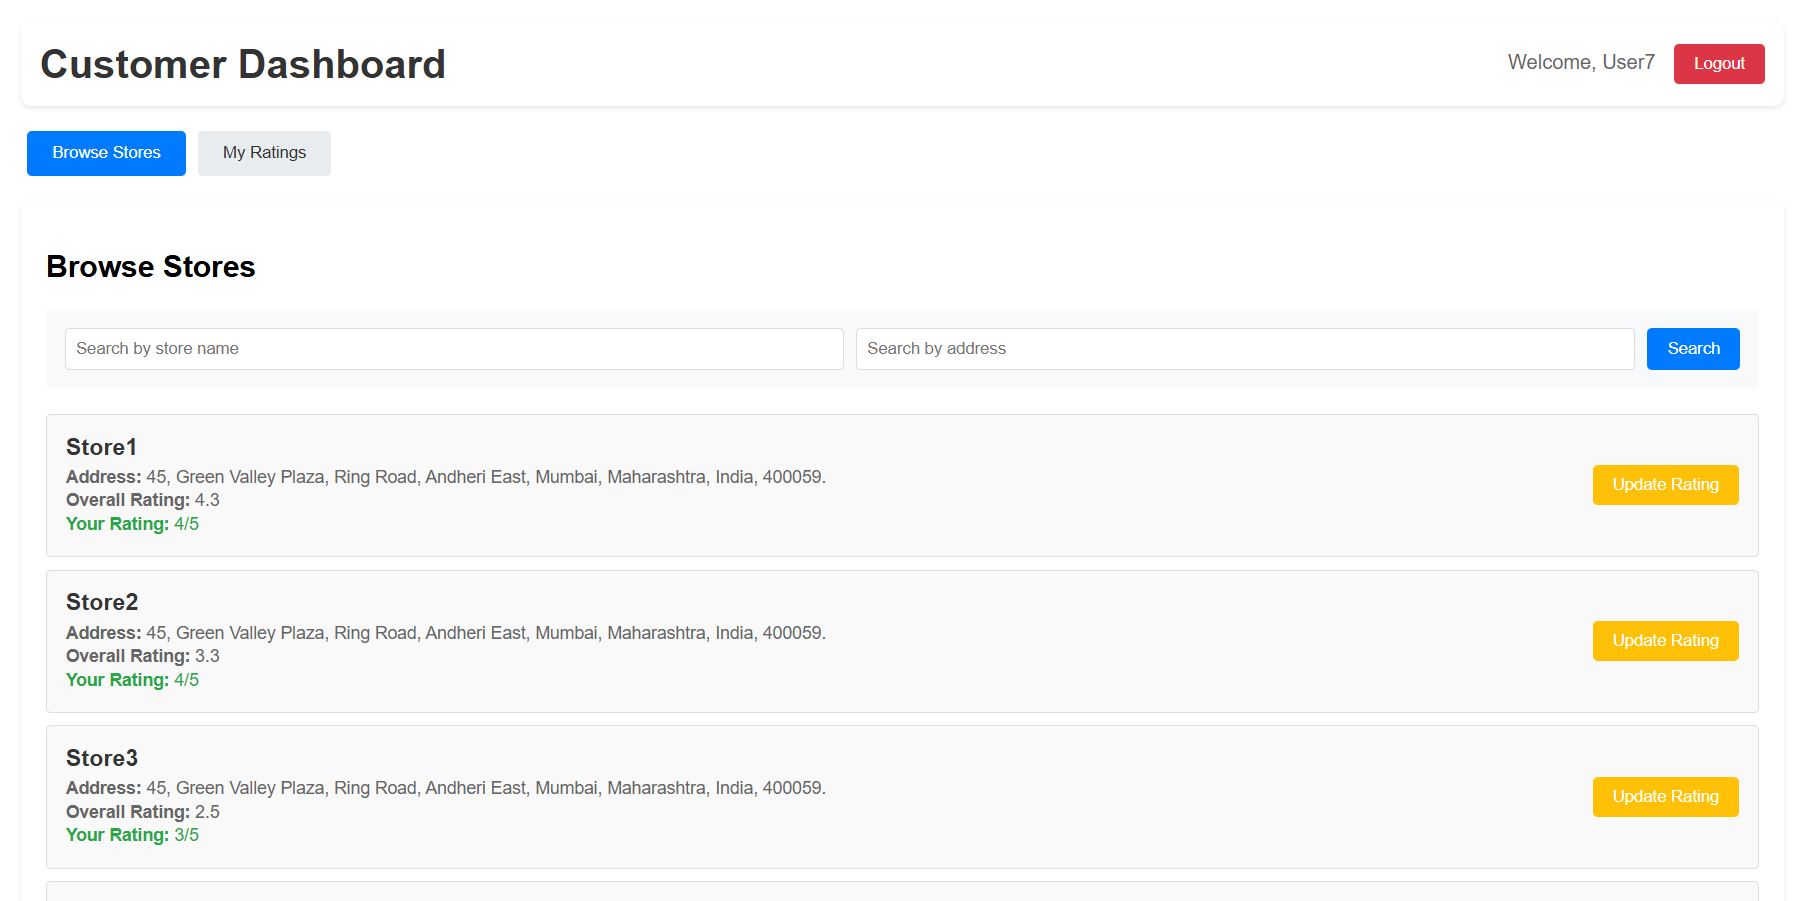 Customer Dashboard
Welcome, User7
Logout
Browse Stores
My Ratings
Browse Stores
Search by store name
Search by address
Search
Store1
Address: 45, Green Valley Plaza, Ring Road, Andheri East, Mumbai, Maharashtra, India, 400059.
Overall Rating: 4.3
Your Rating: 4/5
Update Rating
Store2
Address: 45, Green Valley Plaza, Ring Road, Andheri East, Mumbai, Maharashtra, India, 400059.
Overall Rating: 3.3
Your Rating: 4/5
Update Rating
Store3
Address: 45, Green Valley Plaza, Ring Road, Andheri East, Mumbai, Maharashtra, India, 400059.
Overall Rating: 2.5
Your Rating: 3/5
Update Rating